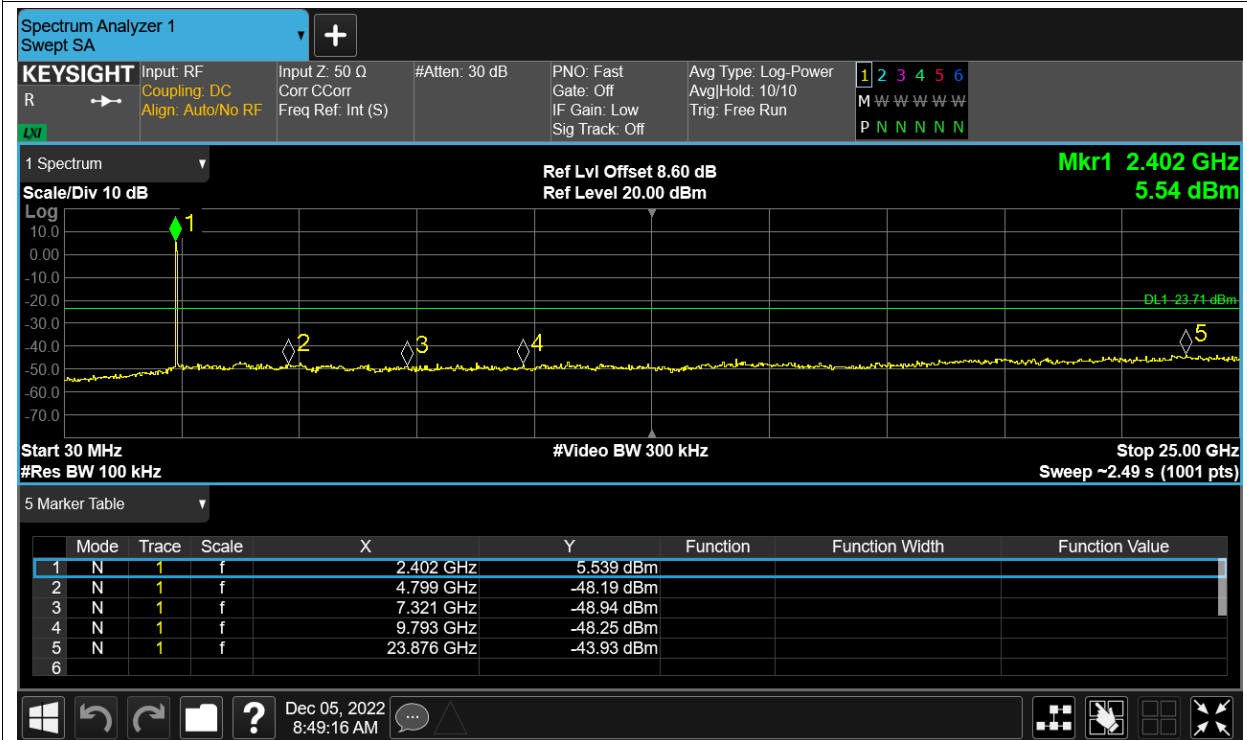 Spectrum Analyzer 1
Swept SA
KEYSIGHT
R
LXI
Input: RF
Coupling: DC
Align: Auto/No RF
Input Z: 50 Ω
Corr CCorr
Freq Ref: Int (S)
#Atten: 30 dB
PNO: Fast
Gate: Off
IF Gain: Low
Sig Track: Off
Avg Type: Log-Power
Avg|Hold: 10/10
Trig: Free Run
1 2 3 4 5 6
M W W W W W
P N N N N N
1 Spectrum
Scale/Div 10 dB
Ref Lvl Offset 8.60 dB
Ref Level 20.00 dBm
Mkr1 2.402 GHz
5.54 dBm
Log
10.0
0.00
-10.0
-20.0
-30.0
-40.0
-50.0
-60.0
-70.0
1
2
3
4
5
DL1 -23.71 dBm
Start 30 MHz
#Res BW 100 kHz
#Video BW 300 kHz
Stop 25.00 GHz
Sweep ~2.49 s (1001 pts)
5 Marker Table
Mode Trace Scale X Y Function Function Width Function Value
1 N 1 f 2.402 GHz 5.539 dBm
2 N 1 f 4.799 GHz -48.19 dBm
3 N 1 f 7.321 GHz -48.94 dBm
4 N 1 f 9.793 GHz -48.25 dBm
5 N 1 f 23.876 GHz -43.93 dBm
6
?
Dec 05, 2022
8:49:16 AM